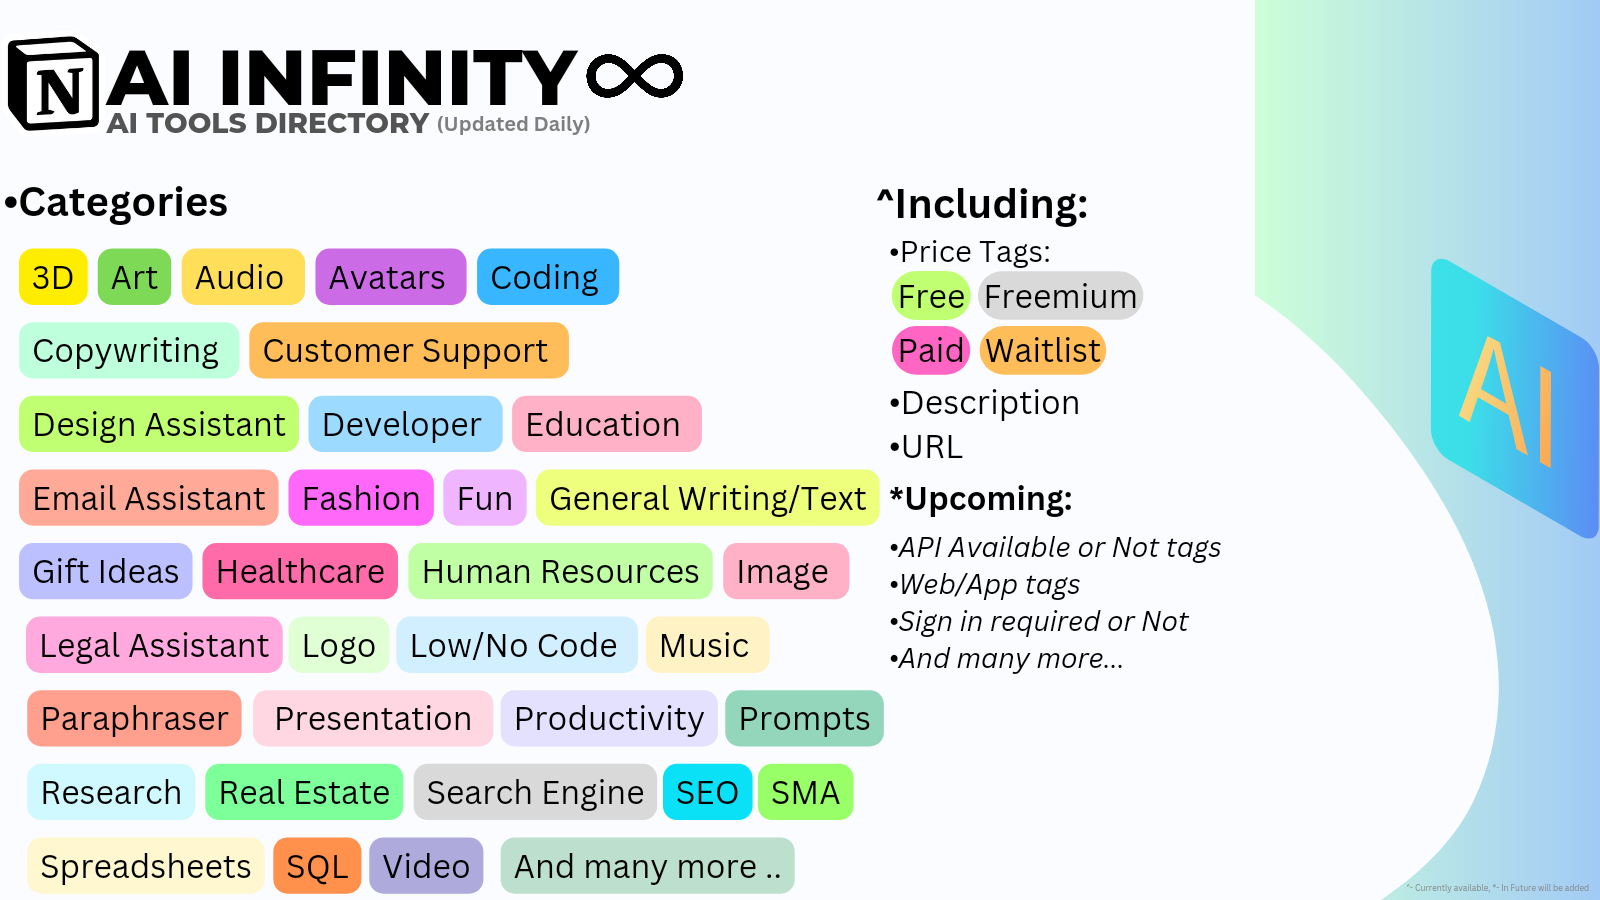 N AI INFINITY
AI TOOLS DIRECTORY (Updated Daily)
•Categories
3D Art Audio Avatars Coding
Copywriting Customer Support
Design Assistant Developer Education
Email Assistant Fashion Fun General Writing/Text
Gift Ideas Healthcare Human Resources Image
Legal Assistant Logo Low/No Code Music
Paraphraser Presentation Productivity Prompts
Research Real Estate Search Engine SEO SMA
Spreadsheets SQL Video And many more ..
^Including:
•Price Tags:
Free Freemium
Paid Waitlist
•Description
•URL
*Upcoming:
•API Available or Not tags
•Web/App tags
•Sign in required or Not
•And many more...
AI
^- Currently available, *- In Future will be added